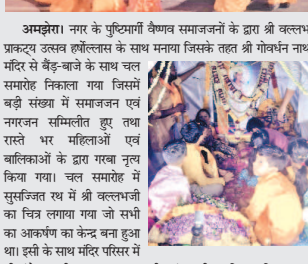 अमझेरा। नगर के पुष्टिमार्गी वैष्णव समाजजनों के द्वारा श्री वल्लभ
प्राकट्य उत्सव हर्षोल्लास के साथ मनाया जिसके तहत श्री गोवर्धन नाथ
मंदिर से बैंड-बाजे के साथ चल
समारोह निकाला गया जिसमें
बड़ी संख्या में समाजजन एवं
नगरजन सम्मिलीत हुए तथा
रास्ते भर महिलाओं एवं
बालिकाओं के द्वारा गरबा नृत्य
किया गया। चल समारोह में
सुसज्जित रथ में श्री वल्लभजी
का चित्र लगाया गया जो सभी
का आकर्षण का केन्द्र बना हुआ
था। इसी के साथ मंदिर परिसर में